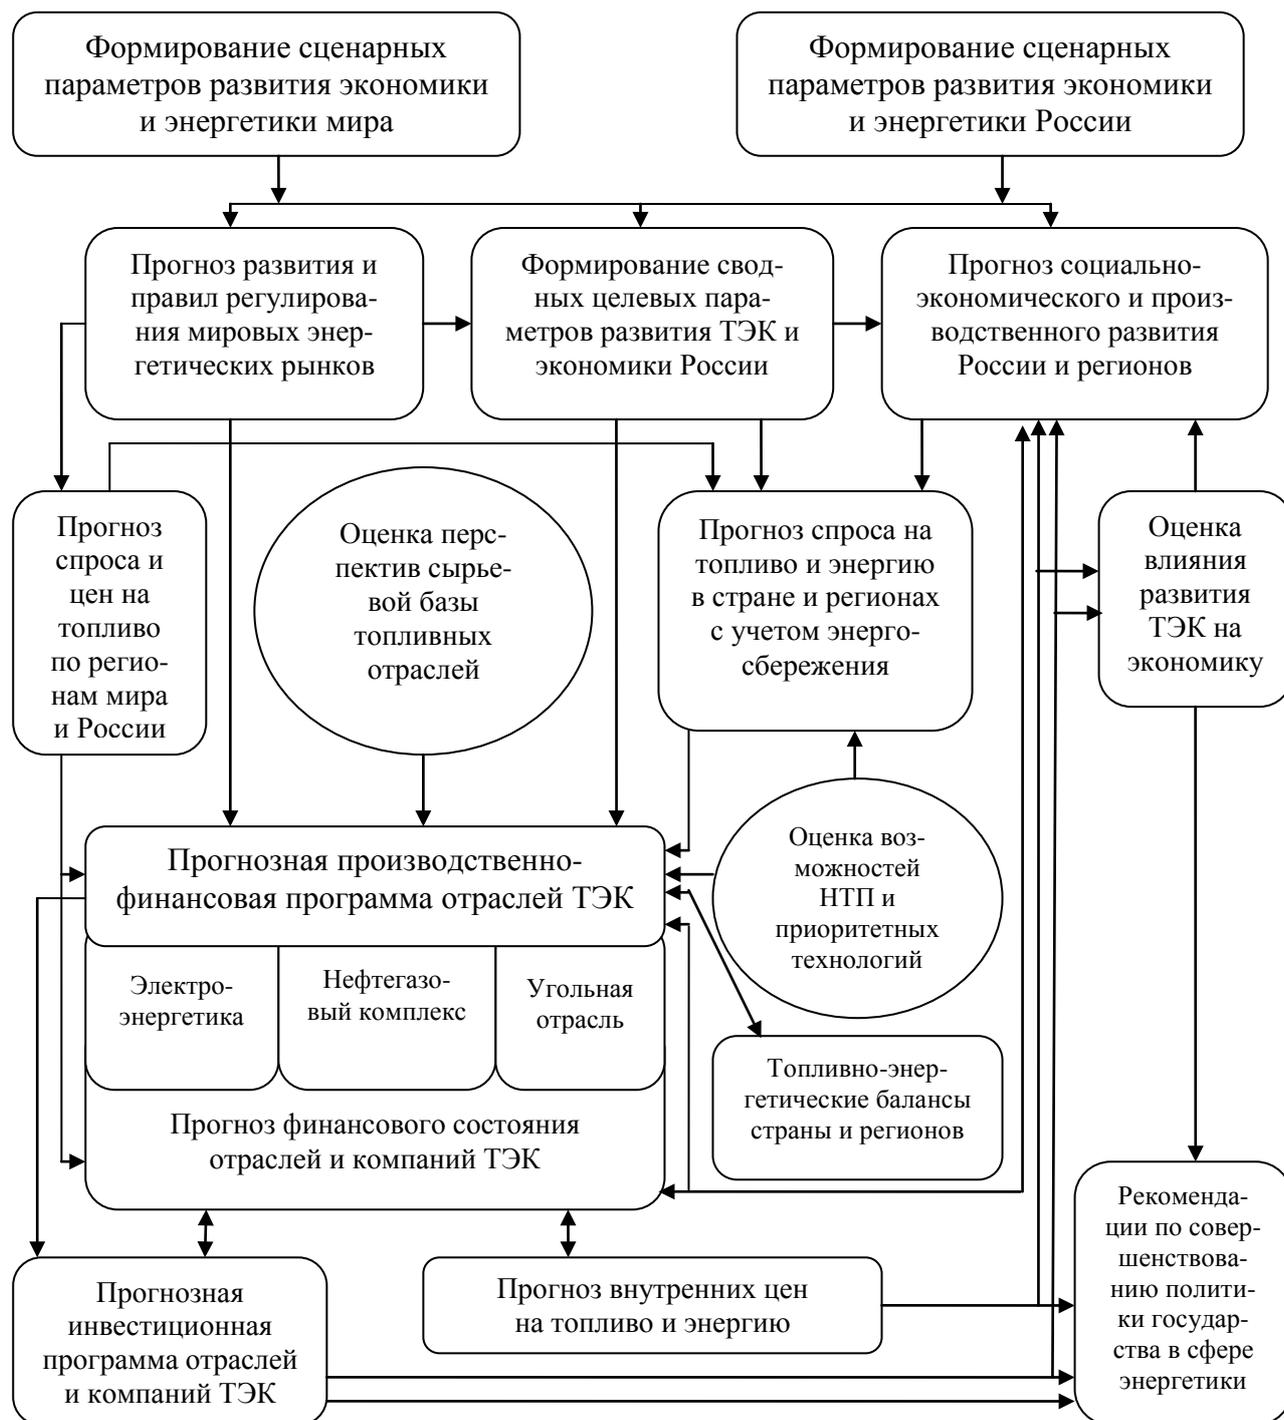 Формирование сценарных
параметров развития экономики
и энергетики мира
Формирование сценарных
параметров развития экономики
и энергетики России
Прогноз развития и
правил регулирова-
ния мировых энер-
гетических рынков
Формирование свод-
ных целевых пара-
метров развития ТЭК и
экономики России
Прогноз социально-
экономического и произ-
водственного развития
России и регионов
Прогноз
спроса и
цен на
топливо
по регио-
нам мира
и России
Оценка перс-
пектив сырье-
вой базы
топливных
отраслей
Прогноз спроса на
топливо и энергию
в стране и регионах
с учетом энерго-
сбережения
Оценка
влияния
развития
ТЭК на
экономику
Прогнозная производственно-
финансовая программа отраслей ТЭК
Оценка воз-
можностей
НТП и
приоритетных
технологий
Электро-
энергетика
Нефтегазо-
вый комплекс
Угольная
отрасль
Топливно-энер-
гетические балансы
страны и регионов
Прогноз финансового состояния
отраслей и компаний ТЭК
Прогнозная
инвестиционная
программа отраслей
и компаний ТЭК
Прогноз внутренних цен
на топливо и энергию
Рекоменда-
ции по совер-
шенствова-
нию полити-
ки государ-
ства в сфере
энергетики